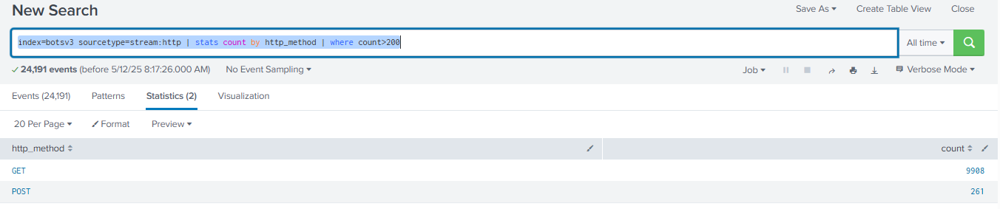 New Search
Save As ▾ Create Table View Close
index=botsv3 sourcetype=stream:http | stats count by http_method | where count>200
All time ▾
✓ 24,191 events (before 5/12/25 8:17:26.000 AM) No Event Sampling ▾
Job ▾ Verbose Mode ▾
Events (24,191) Patterns Statistics (2) Visualization
20 Per Page ▾ Format Preview ▾
http_method count
GET 9908
POST 261